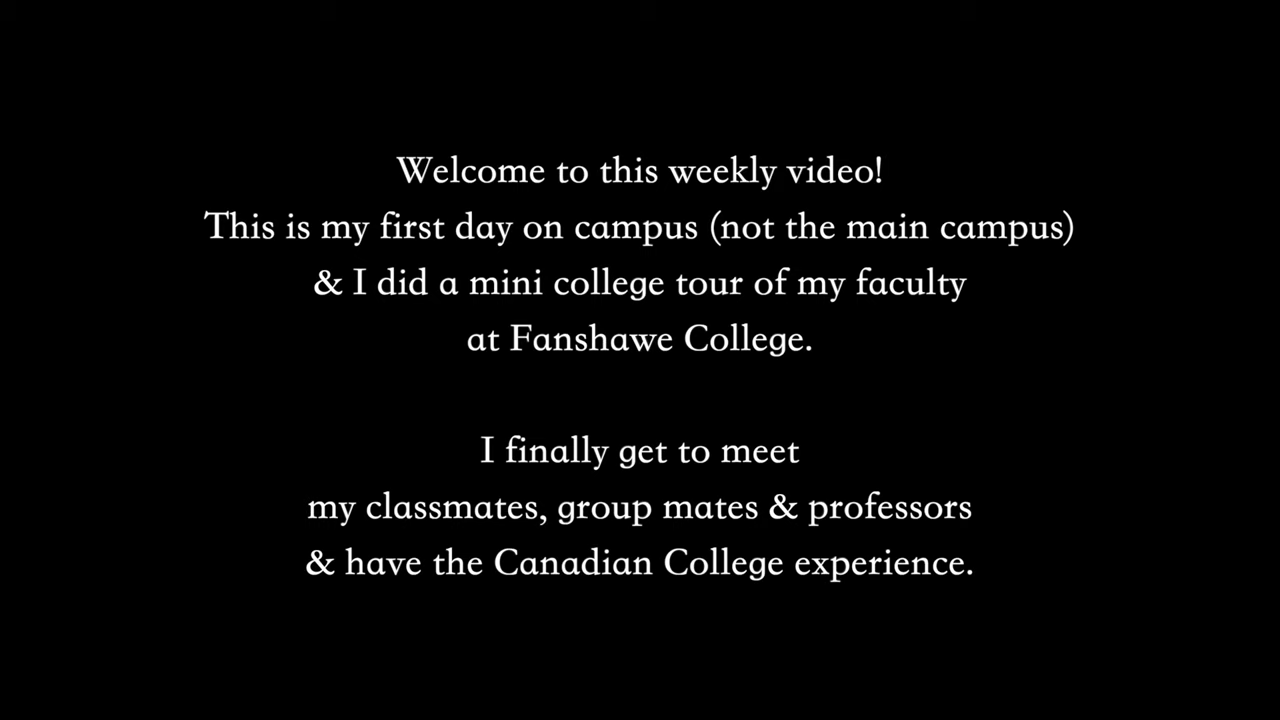 Welcome to this weekly video!
This is my first day on campus (not the main campus)
& I did a mini college tour of my faculty
at Fanshawe College.
I finally get to meet
my classmates, group mates & professors
& have the Canadian College experience.